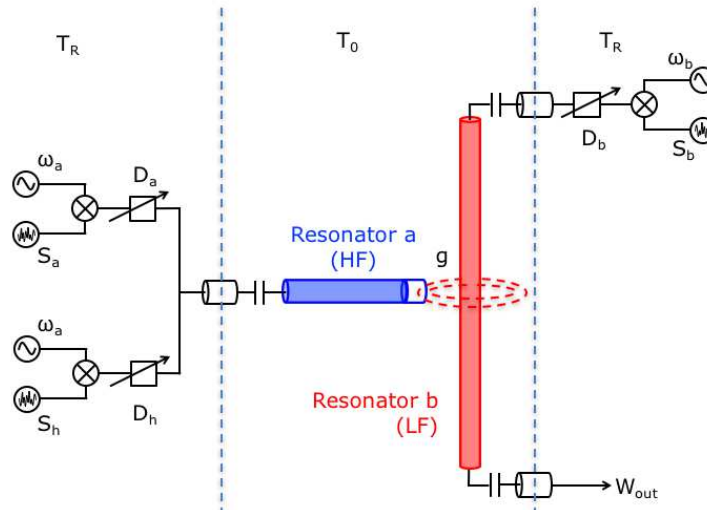 T_R
T_0
T_R
ω_b
D_b
S_b
ω_a
D_a
S_a
Resonator a
(HF)
g
ω_a
D_h
S_h
Resonator b
(LF)
W_out